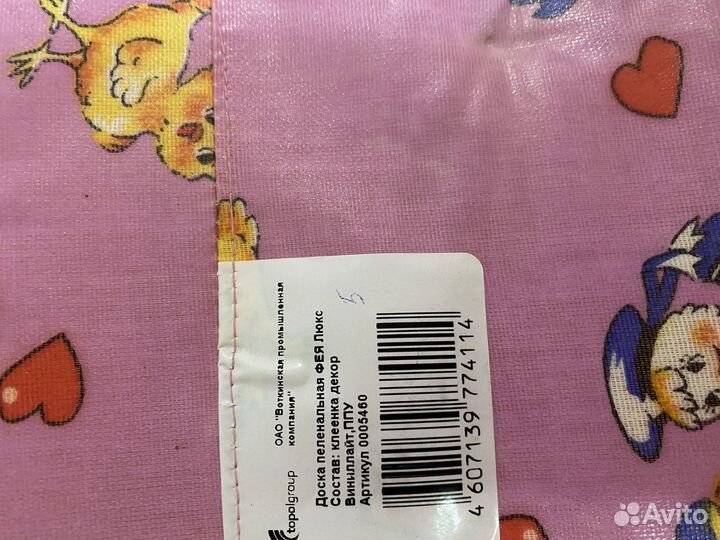 topolgroup
ОАО "Воткинская промышленная
компания"
Доска пеленальная ФЕЯ Люкс
Состав: клеенка декор
Виниллайт,ППУ
Артикул 0005460
5
4 607139 774114
Avito